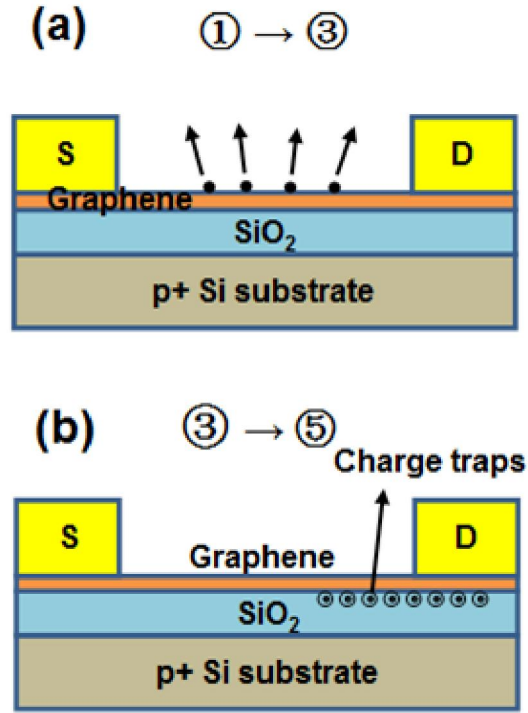 (a) ① → ③
S D
Graphene
SiO₂
p+ Si substrate
(b) ③ → ⑤
Charge traps
S D
Graphene
SiO₂
p+ Si substrate